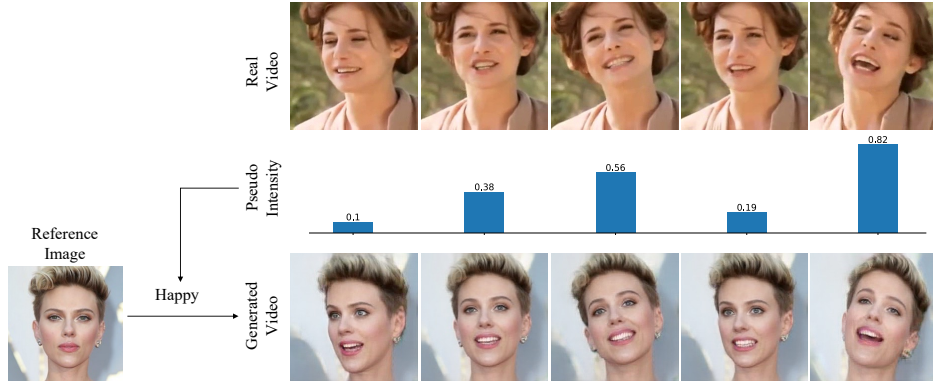 Real
Video
Pseudo
Intensity
0.1
0.38
0.56
0.19
0.82
Reference
Image
Happy
Generated
Video